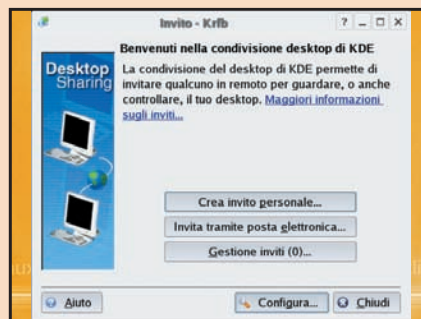 Invito - Krfb
Benvenuti nella condivisione desktop di KDE
Desktop
Sharing
La condivisione del desktop di KDE permette di
invitare qualcuno in remoto per guardare, o anche
controllare, il tuo desktop. Maggiori informazioni
sugli inviti...
Crea invito personale...
Invita tramite posta elettronica...
Gestione inviti (0)...
Aiuto
Configura...
Chiudi